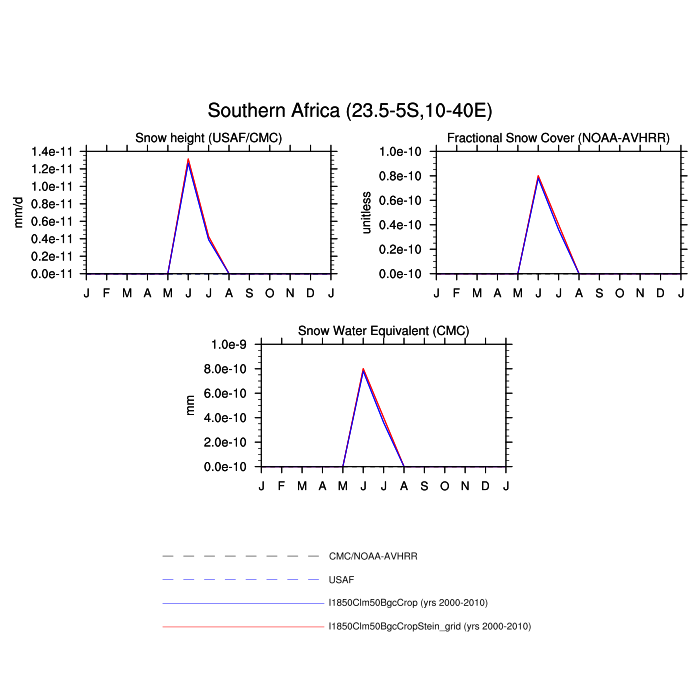 Southern Africa (23.5-5S,10-40E)
Snow height (USAF/CMC)
mm/d
1.4e-11
1.2e-11
1.0e-11
0.8e-11
0.6e-11
0.4e-11
0.2e-11
0.0e-11
J F M A M J J A S O N D J
Fractional Snow Cover (NOAA-AVHRR)
unitless
1.0e-10
0.8e-10
0.6e-10
0.4e-10
0.2e-10
0.0e-10
J F M A M J J A S O N D J
Snow Water Equivalent (CMC)
mm
1.0e-9
8.0e-10
6.0e-10
4.0e-10
2.0e-10
0.0e-10
J F M A M J J A S O N D J
CMC/NOAA-AVHRR
USAF
I1850Clm50BgcCrop (yrs 2000-2010)
I1850Clm50BgcCropStein_grid (yrs 2000-2010)